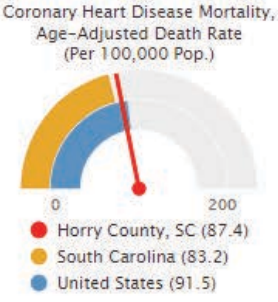 Coronary Heart Disease Mortality,
Age-Adjusted Death Rate
(Per 100,000 Pop.)
0 200
Horry County, SC (87.4)
South Carolina (83.2)
United States (91.5)